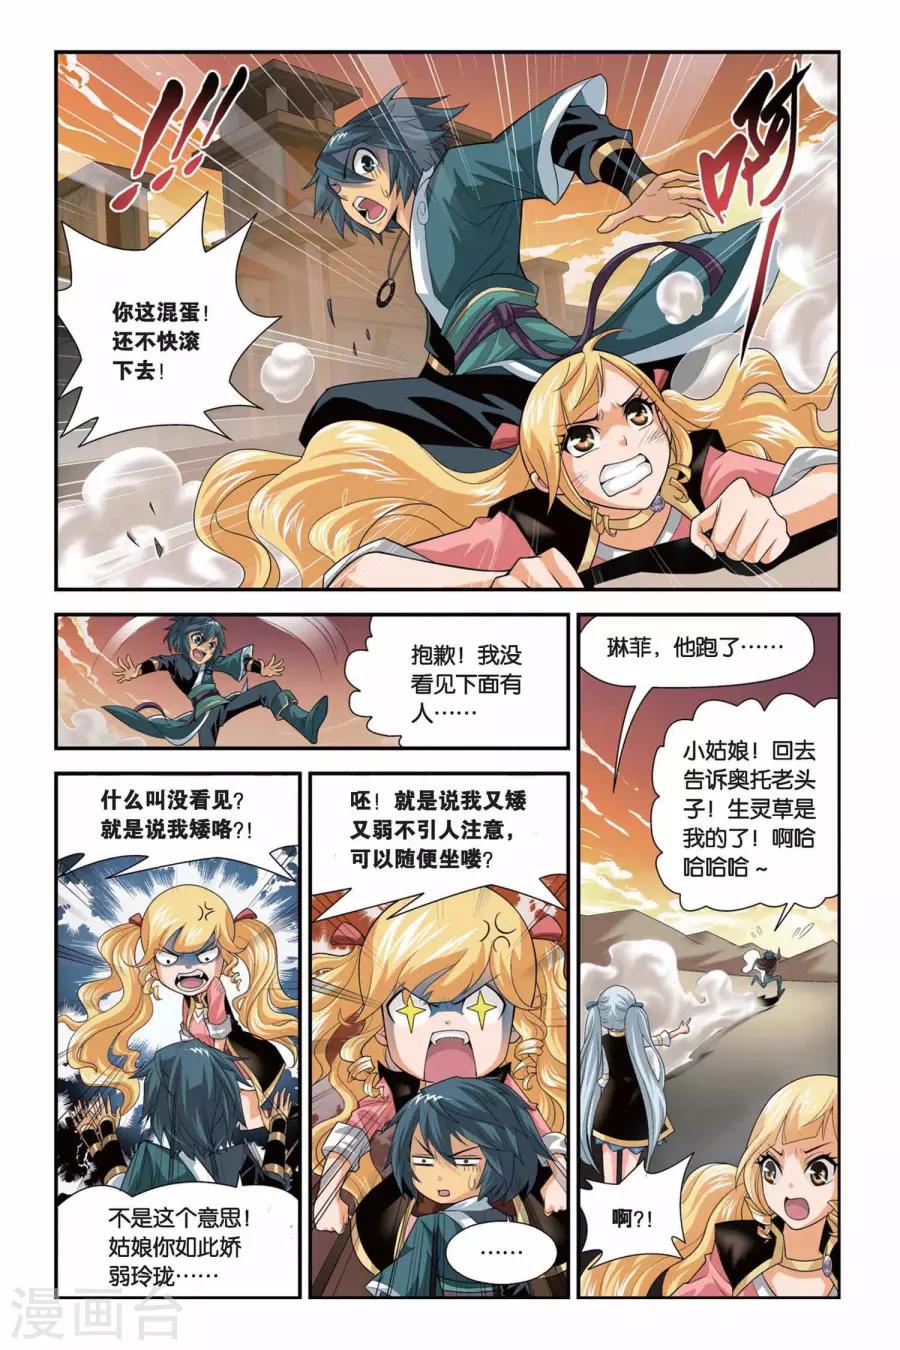 !!!!
啊!
你这混蛋!
还不快滚
下去!
抱歉!我没
看见下面有
人……
琳菲,他跑了……
小姑娘!回去
告诉奥托老头
子!生灵草是
我的了!啊哈
哈哈哈~
什么叫没看见?
就是说我矮咯?!
呸!就是说我又矮
又弱不引人注意,
可以随便坐喽?
不是这个意思!
姑娘你如此娇
弱玲珑……
……
啊?!
漫画台